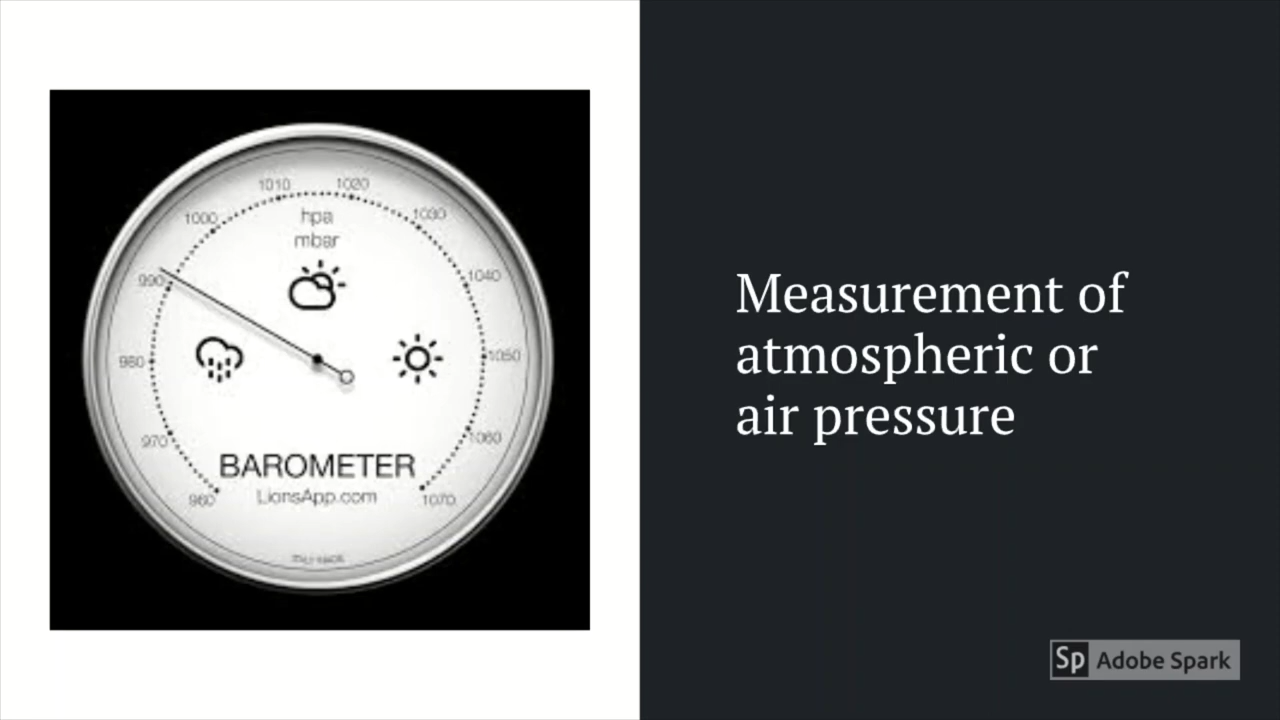 1010
1020
1000
1030
hpa
mbar
990
1040
980
1050
970
1060
BAROMETER
960
LionsApp.com
1070
Measurement of
atmospheric or
air pressure
Sp Adobe Spark